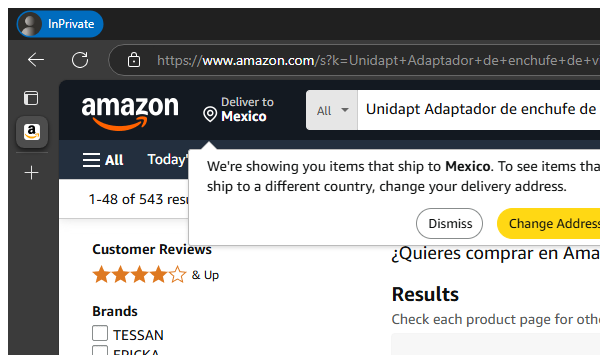 InPrivate
https://www.amazon.com/s?k=Unidapt+Adaptador+de+enchufe+de+v
amazon
Deliver to
Mexico
All
Unidapt Adaptador de enchufe de
All
Today'
We're showing you items that ship to Mexico. To see items tha
ship to a different country, change your delivery address.
Dismiss
Change Address
1-48 of 543 resu
Customer Reviews
& Up
¿Quieres comprar en Ama
Results
Check each product page for othe
Brands
TESSAN